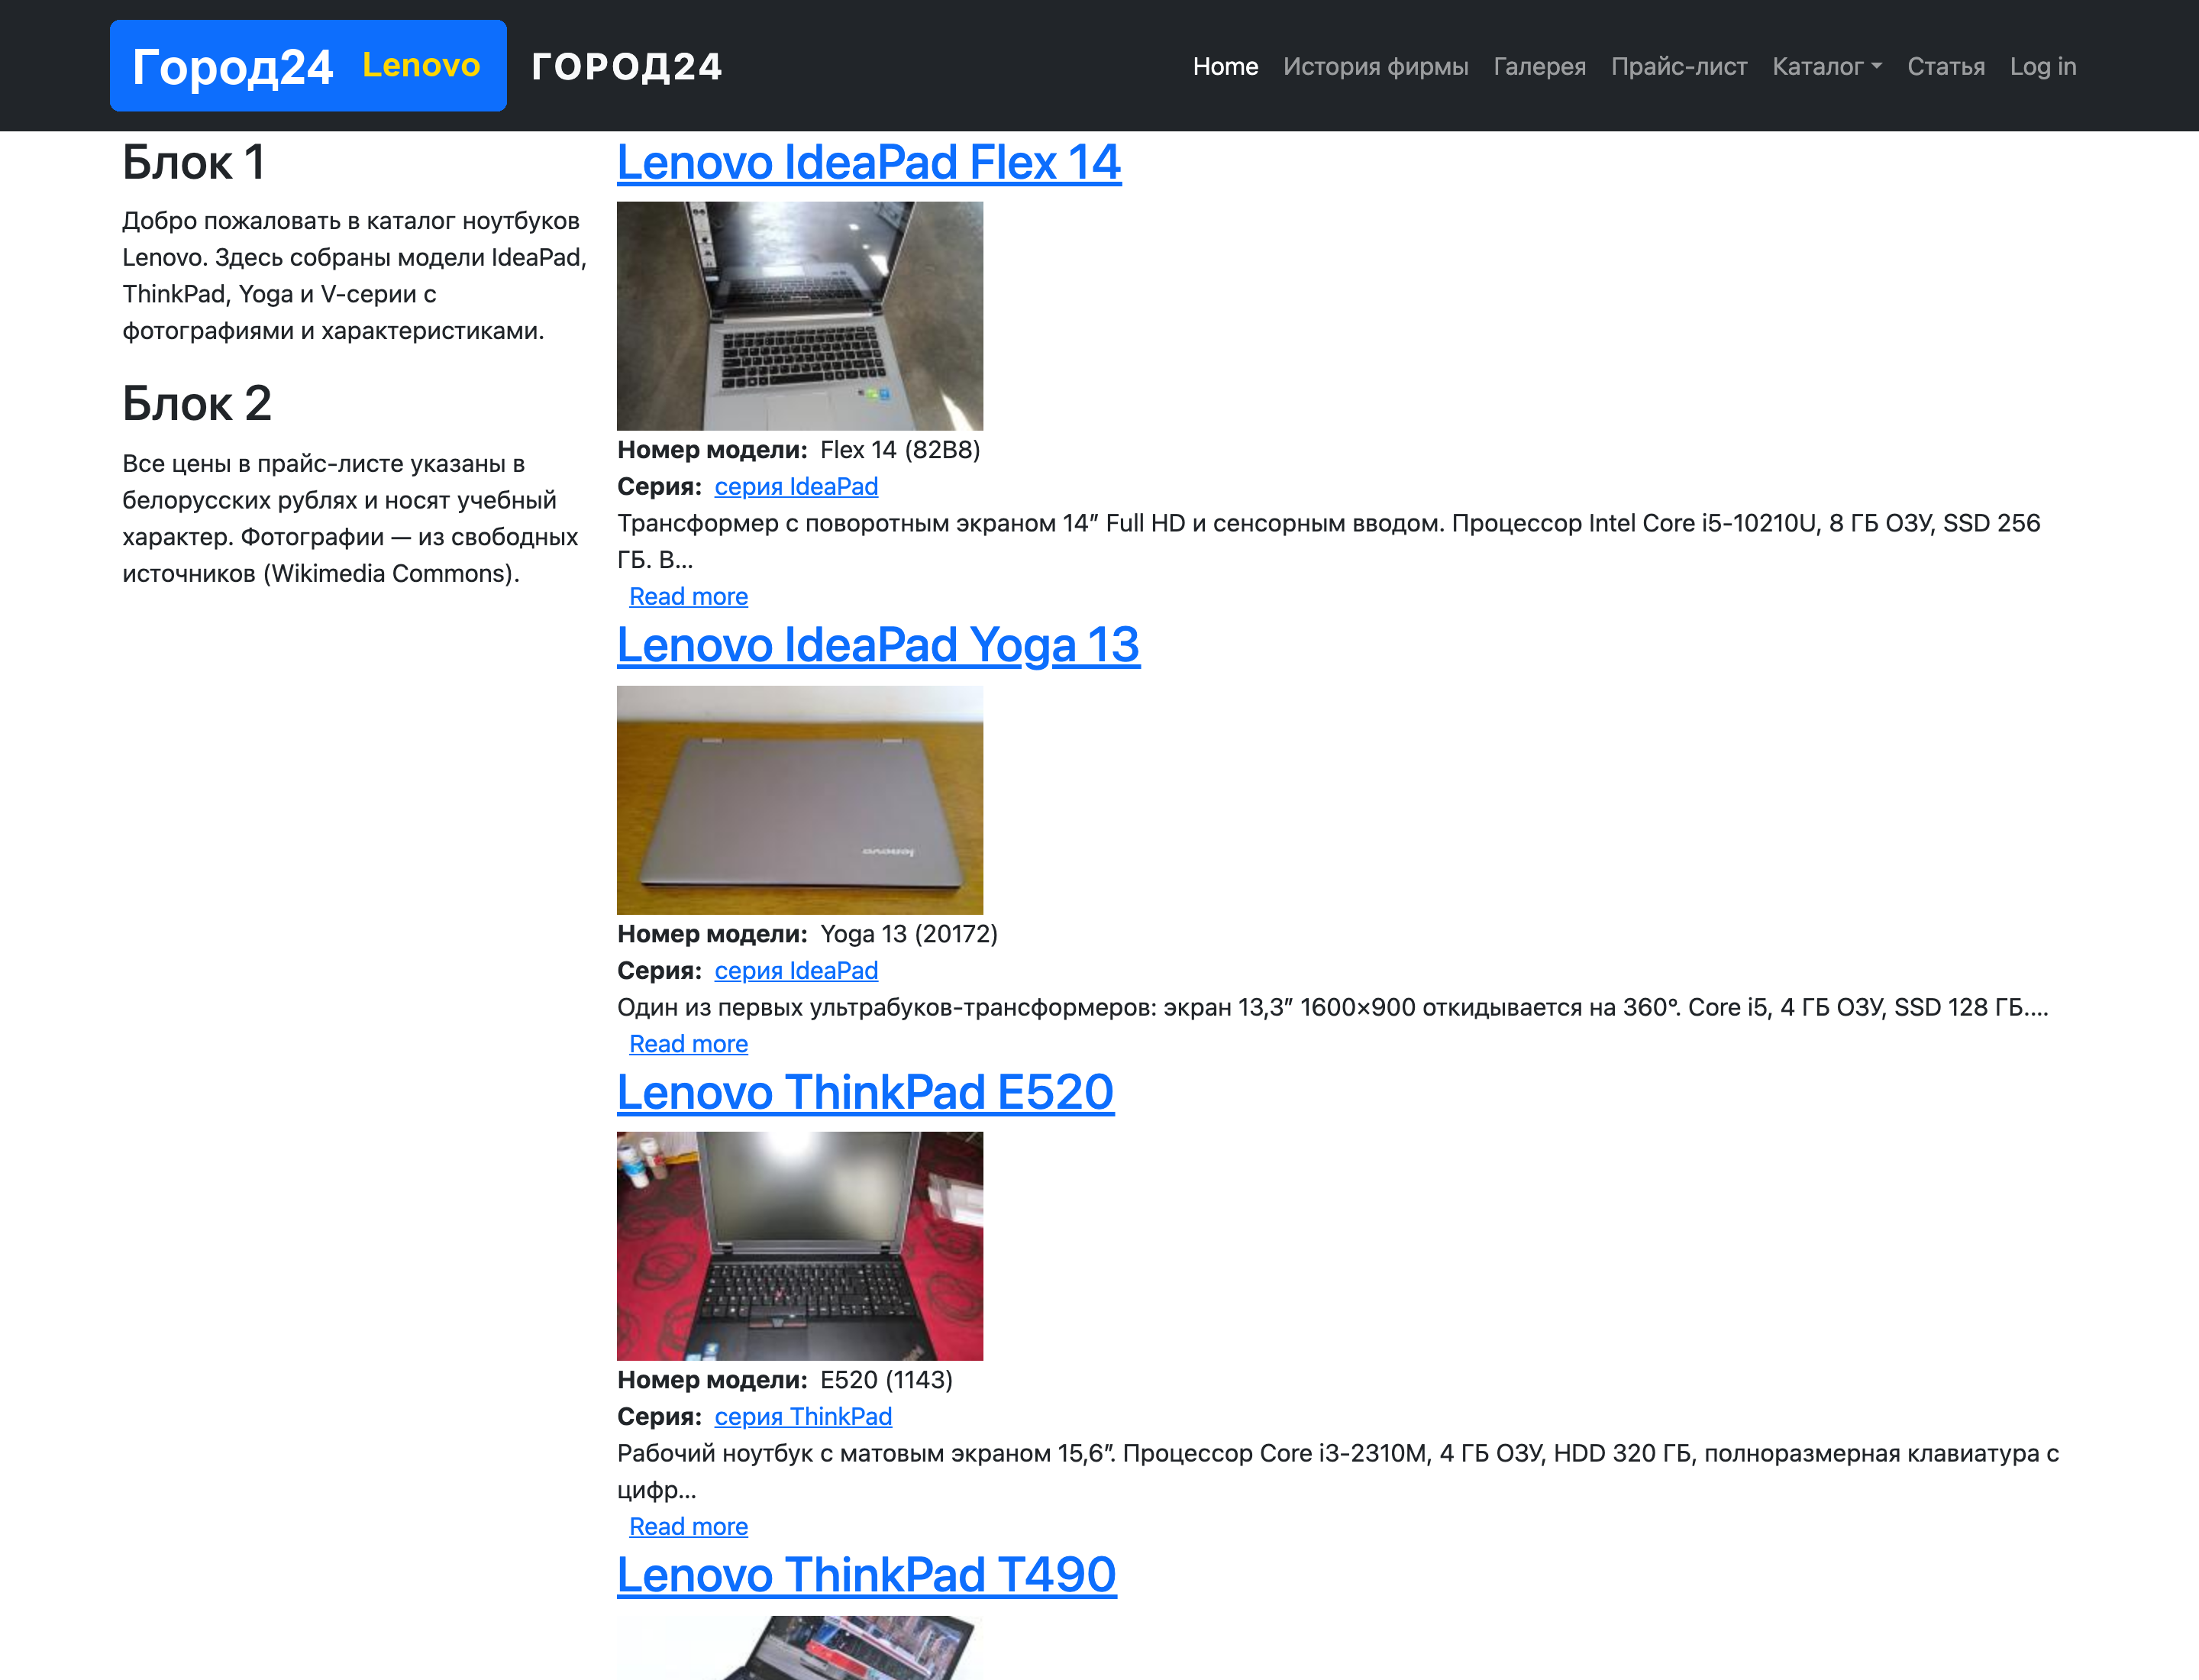 Город24 Lenovo ГОРОД24 Home История фирмы Галерея Прайс-лист Каталог Статья Log in
Блок 1
Добро пожаловать в каталог ноутбуков
Lenovo. Здесь собраны модели IdeaPad,
ThinkPad, Yoga и V-серии с
фотографиями и характеристиками.
Блок 2
Все цены в прайс-листе указаны в
белорусских рублях и носят учебный
характер. Фотографии — из свободных
источников (Wikimedia Commons).
Lenovo IdeaPad Flex 14
Номер модели: Flex 14 (82B8)
Серия: серия IdeaPad
Трансформер с поворотным экраном 14″ Full HD и сенсорным вводом. Процессор Intel Core i5-10210U, 8 ГБ ОЗУ, SSD 256
ГБ. В...
Read more
Lenovo IdeaPad Yoga 13
lenovo
Номер модели: Yoga 13 (20172)
Серия: серия IdeaPad
Один из первых ультрабуков-трансформеров: экран 13,3″ 1600×900 откидывается на 360°. Core i5, 4 ГБ ОЗУ, SSD 128 ГБ....
Read more
Lenovo ThinkPad E520
Номер модели: E520 (1143)
Серия: серия ThinkPad
Рабочий ноутбук с матовым экраном 15,6″. Процессор Core i3-2310M, 4 ГБ ОЗУ, HDD 320 ГБ, полноразмерная клавиатура с
цифр...
Read more
Lenovo ThinkPad T490